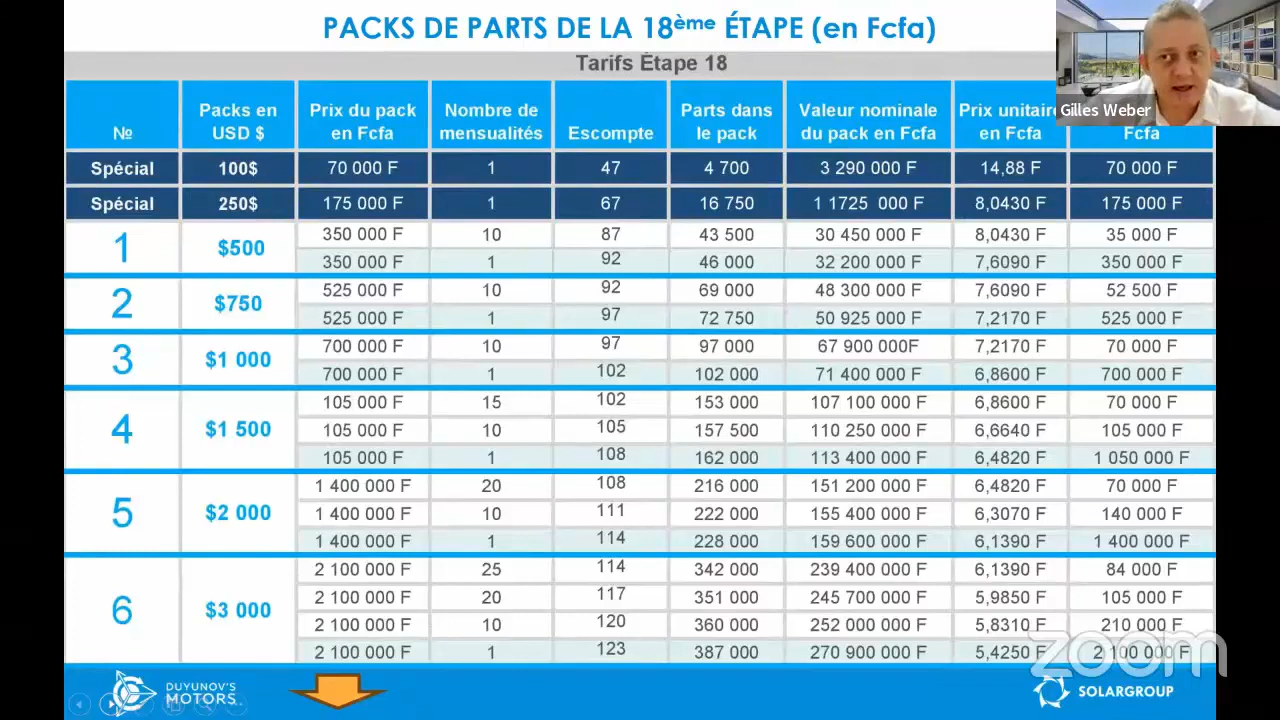 PACKS DE PARTS DE LA 18ème ÉTAPE (en Fcfa)
Tarifs Étape 18
Gilles Weber
№ Packs en USD $ Prix du pack en Fcfa Nombre de mensualités Escompte Parts dans le pack Valeur nominale du pack en Fcfa Prix unitaire en Fcfa Fcfa
Spécial 100$ 70 000 F 1 47 4 700 3 290 000 F 14,88 F 70 000 F
Spécial 250$ 175 000 F 1 67 16 750 1 1725 000 F 8,0430 F 175 000 F
1 $500
350 000 F 10 87 43 500 30 450 000 F 8,0430 F 35 000 F
350 000 F 1 92 46 000 32 200 000 F 7,6090 F 350 000 F
2 $750
525 000 F 10 92 69 000 48 300 000 F 7,6090 F 52 500 F
525 000 F 1 97 72 750 50 925 000 F 7,2170 F 525 000 F
3 $1 000
700 000 F 10 97 97 000 67 900 000F 7,2170 F 70 000 F
700 000 F 1 102 102 000 71 400 000 F 6,8600 F 700 000 F
4 $1 500
105 000 F 15 102 153 000 107 100 000 F 6,8600 F 70 000 F
105 000 F 10 105 157 500 110 250 000 F 6,6640 F 105 000 F
105 000 F 1 108 162 000 113 400 000 F 6,4820 F 1 050 000 F
5 $2 000
1 400 000 F 20 108 216 000 151 200 000 F 6,4820 F 70 000 F
1 400 000 F 10 111 222 000 155 400 000 F 6,3070 F 140 000 F
1 400 000 F 1 114 228 000 159 600 000 F 6,1390 F 1 400 000 F
6 $3 000
2 100 000 F 25 114 342 000 239 400 000 F 6,1390 F 84 000 F
2 100 000 F 20 117 351 000 245 700 000 F 5,9850 F 105 000 F
2 100 000 F 10 120 360 000 252 000 000 F 5,8310 F 210 000 F
2 100 000 F 1 123 387 000 270 900 000 F 5,4250 F 2 100 000 F
zoom
DUYUNOV'S
MOTORS
SOLARGROUP